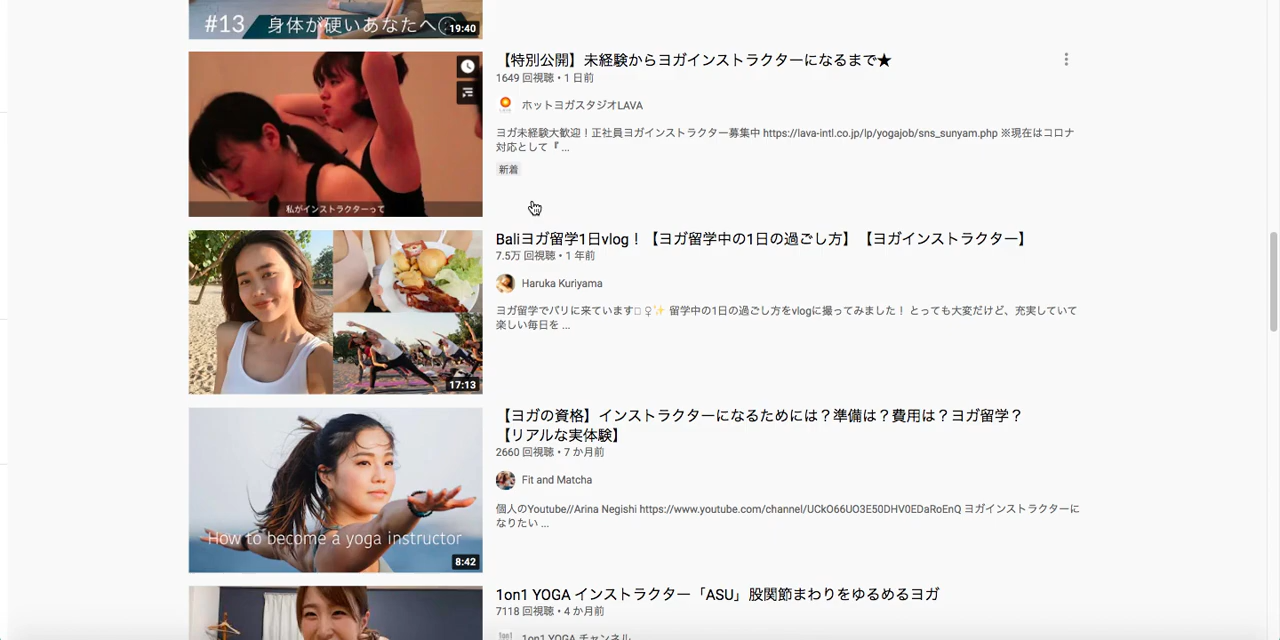 #13 身体が硬いあなたへ
19:40
【特別公開】未経験からヨガインストラクターになるまで★
1649 回視聴・1 日前
ホットヨガスタジオLAVA
ヨガ未経験大歓迎！正社員ヨガインストラクター募集中 https://lava-intl.co.jp/lp/yogajob/sns_sunyam.php ※現在はコロナ
対応として『 ...
新着
私がインストラクターって
Baliヨガ留学1日vlog！【ヨガ留学中の1日の過ごし方】【ヨガインストラクター】
7.5万 回視聴・1 年前
Haruka Kuriyama
ヨガ留学でバリに来ています□♀✨ 留学中の1日の過ごし方をvlogに撮ってみました！ とっても大変だけど、充実していて
楽しい毎日を ...
17:13
【ヨガの資格】インストラクターになるためには？準備は？費用は？ヨガ留学？
【リアルな実体験】
2660 回視聴・7 か月前
Fit and Matcha
個人のYoutube//Arina Negishi https://www.youtube.com/channel/UCkO66UO3E50DHV0EDaRoEnQ ヨガインストラクターに
なりたい ...
How to become a yoga instructor
8:42
1on1 YOGA インストラクター「ASU」股関節まわりをゆるめるヨガ
7118 回視聴・4 か月前
1on1 YOGA チャンネル